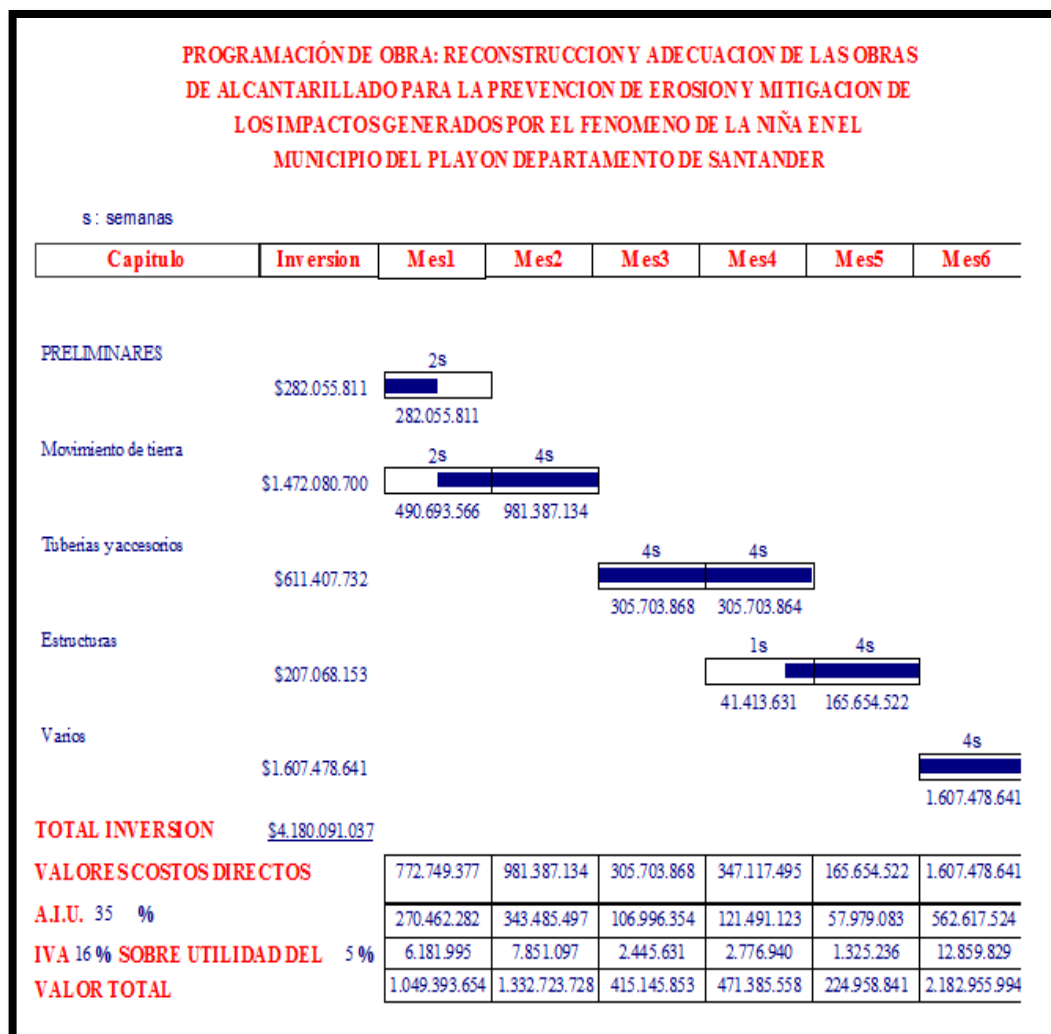 PROGRAMACIÓN DE OBRA: RECONSTRUCCION Y ADECUACION DE LAS OBRAS
DE ALCANTARILLADO PARA LA PREVENCION DE EROSION Y MITIGACION DE
LOS IMPACTOS GENERADOS POR EL FENOMENO DE LA NIÑA EN EL
MUNICIPIO DEL PLAYON DEPARTAMENTO DE SANTANDER
s : semanas
Capitulo Inversion Mes1 Mes2 Mes3 Mes4 Mes5 Mes6
PRELIMINARES
2s
$282.055.811
282.055.811
Movimiento de tierra
2s 4s
$1.472.080.700
490.693.566 981.387.134
Tuberias y accesorios
4s 4s
$611.407.732
305.703.868 305.703.864
Estructuras
1s 4s
$207.068.153
41.413.631 165.654.522
Varios
4s
$1.607.478.641
1.607.478.641
TOTAL INVERSION $4.180.091.037
VALORES COSTOS DIRECTOS 772.749.377 981.387.134 305.703.868 347.117.495 165.654.522 1.607.478.641
A.I.U. 35 % 270.462.282 343.485.497 106.996.354 121.491.123 57.979.083 562.617.524
IVA 16 % SOBRE UTILIDAD DEL 5 % 6.181.995 7.851.097 2.445.631 2.776.940 1.325.236 12.859.829
VALOR TOTAL 1.049.393.654 1.332.723.728 415.145.853 471.385.558 224.958.841 2.182.955.994